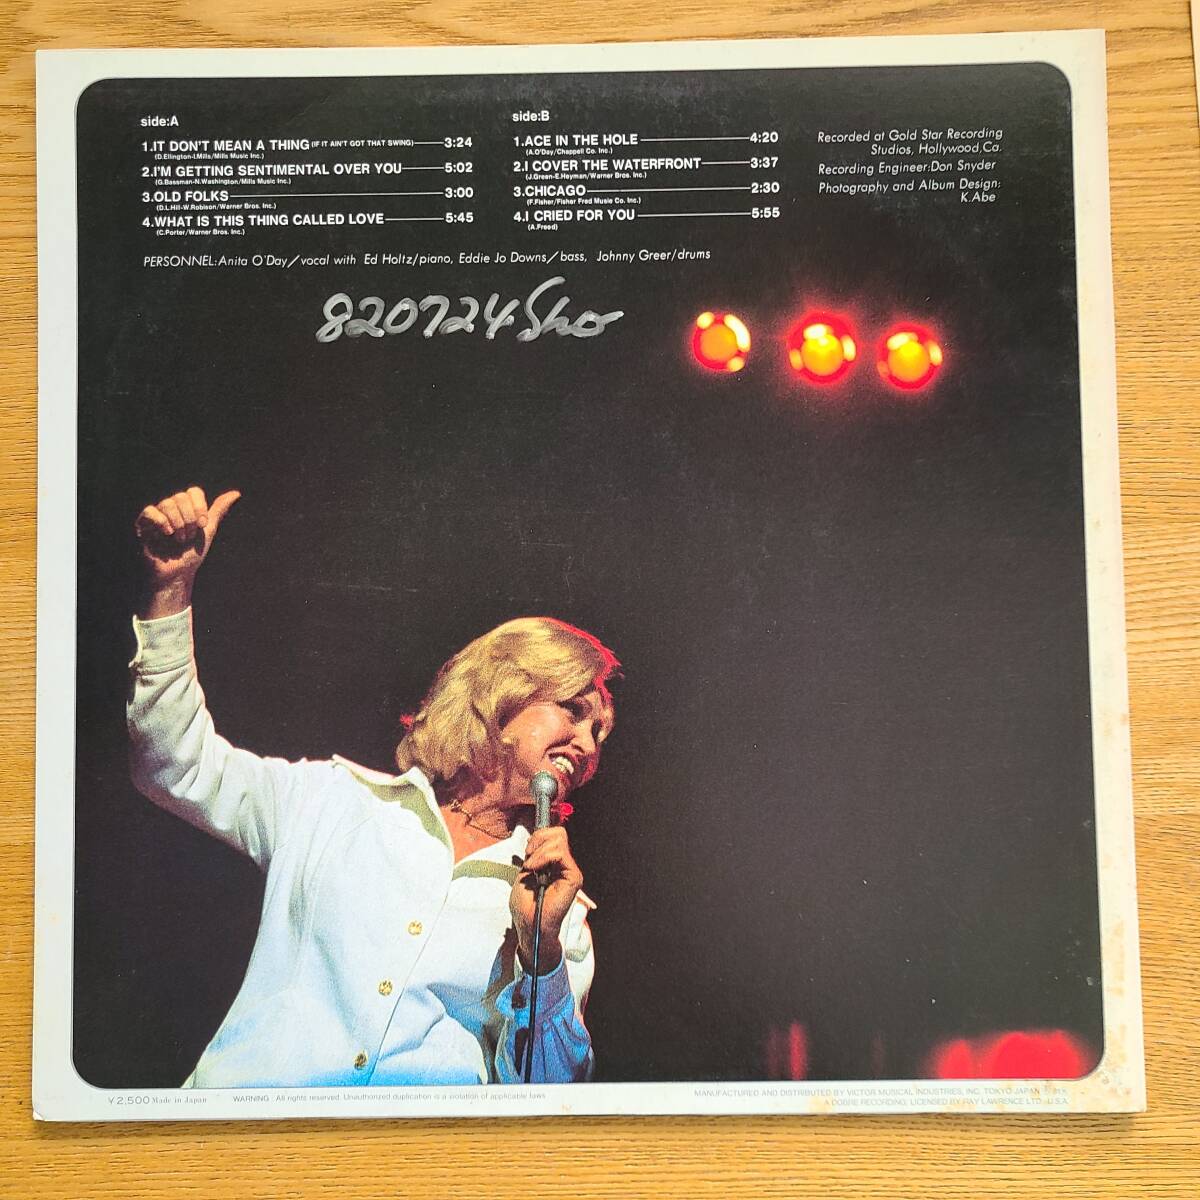 side:A
1.IT DON'T MEAN A THING (IF IT AIN'T GOT THAT SWING) 3:24
(D.Ellington-I.Mills/Mills Music Inc.)
2.I'M GETTING SENTIMENTAL OVER YOU 5:02
(G.Bassman-N.Washington/Mills Music Inc.)
3.OLD FOLKS 3:00
(D.L.Hill-W.Robison/Warner Bros. Inc.)
4.WHAT IS THIS THING CALLED LOVE 5:45
(C.Porter/Warner Bros. Inc.)
side:B
1.ACE IN THE HOLE 4:20
(A.O'Day/Chappell Co. Inc.)
2.I COVER THE WATERFRONT 3:37
(J.Green-E.Heyman/Warner Bros. Inc.)
3.CHICAGO 2:30
(F.Fisher/Fisher Fred Music Co. Inc.)
4.I CRIED FOR YOU 5:55
(A.Freed)
Recorded at Gold Star Recording
Studios, Hollywood,Ca.
Recording Engineer:Don Snyder
Photography and Album Design:
K.Abe
PERSONNEL:Anita O'Day/vocal with Ed Holtz/piano, Eddie Jo Downs/bass, Johnny Greer/drums
820724 Sho
¥2,500 Made in Japan
WARNING : All rights reserved. Unauthorized duplication is a violation of applicable laws
MANUFACTURED AND DISTRIBUTED BY VICTOR MUSICAL INDUSTRIES, INC. TOKYO JAPAN
A DOBRE RECORDING, LICENSED BY RAY LAWRENCE LTD. U.S.A.